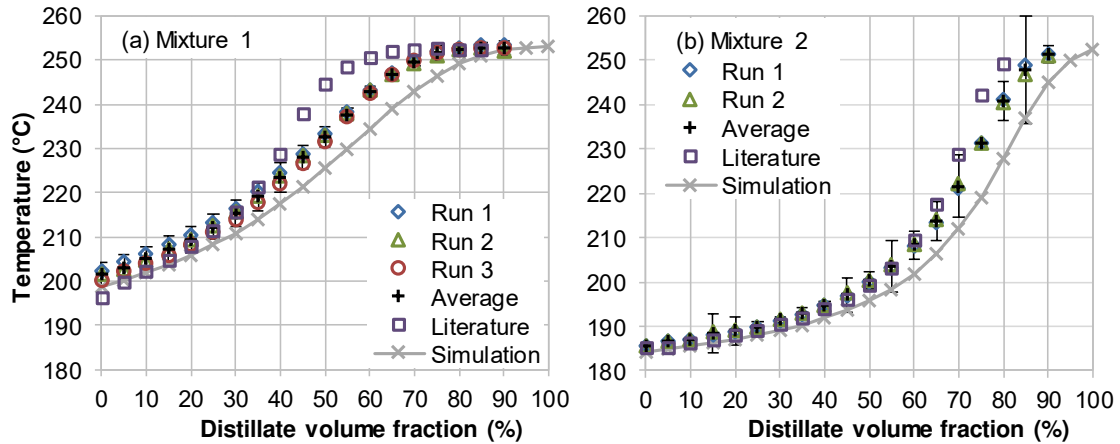 260
250
240
230
220
210
200
190
180
Temperature (°C)
(a) Mixture 1
Run 1
Run 2
Run 3
Average
Literature
Simulation
0 10 20 30 40 50 60 70 80 90 100
Distillate volume fraction (%)
260
250
240
230
220
210
200
190
180
(b) Mixture 2
Run 1
Run 2
Average
Literature
Simulation
0 10 20 30 40 50 60 70 80 90 100
Distillate volume fraction (%)